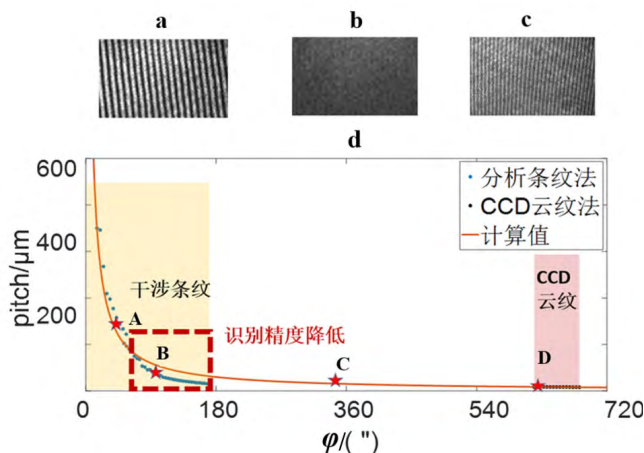 a b c
d
600
400
200
0
pitch/μm
分析条纹法
CCD云纹法
计算值
干涉条纹
识别精度降低
CCD
云纹
A
B
C
D
0 180 360 540 720
φ/(")